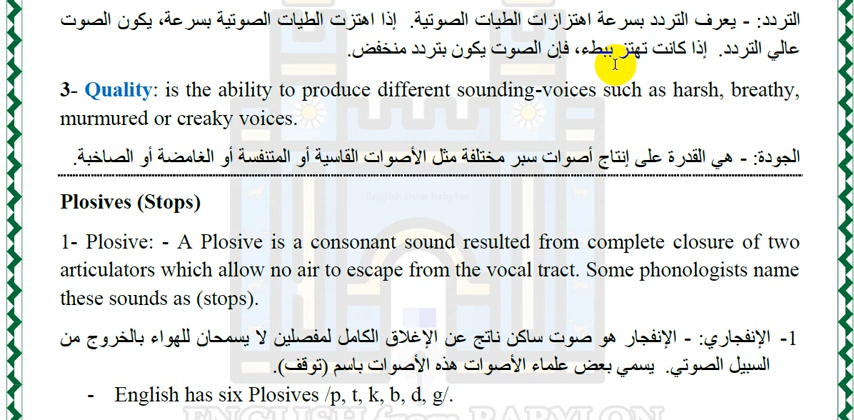 التردد: - يعرف التردد بسرعة اهتزازات الطيات الصوتية. إذا اهتزت الطيات الصوتية بسرعة، يكون الصوت
عالي التردد. إذا كانت تهتز ببطء، فإن الصوت يكون بتردد منخفض.
3- Quality: is the ability to produce different sounding-voices such as harsh, breathy,
murmured or creaky voices.
الجودة: - هي القدرة على إنتاج أصوات سبر مختلفة مثل الأصوات القاسية أو المتنفسة أو الغامضة أو الصاخبة.
English from Babylon
Plosives (Stops)
1- Plosive: - A Plosive is a consonant sound resulted from complete closure of two
articulators which allow no air to escape from the vocal tract. Some phonologists name
these sounds as (stops).
1- الإنفجاري: - الإنفجار هو صوت ساكن ناتج عن الإغلاق الكامل لمفصلين لا يسمحان للهواء بالخروج من
السبيل الصوتي. يسمي بعض علماء الأصوات هذه الأصوات باسم (توقف).
- English has six Plosives /p, t, k, b, d, g/.
ENGLISH from BABYLON